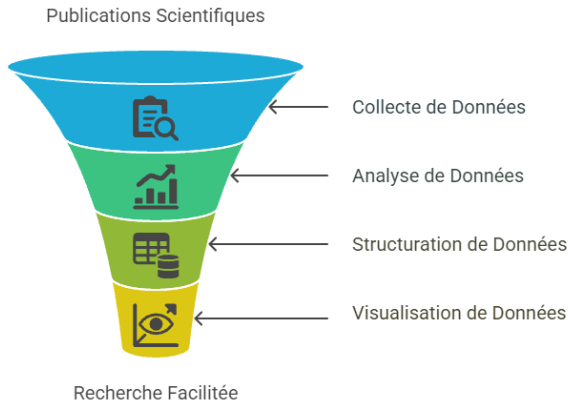 Publications Scientifiques
Collecte de Données
Analyse de Données
Structuration de Données
Visualisation de Données
Recherche Facilitée